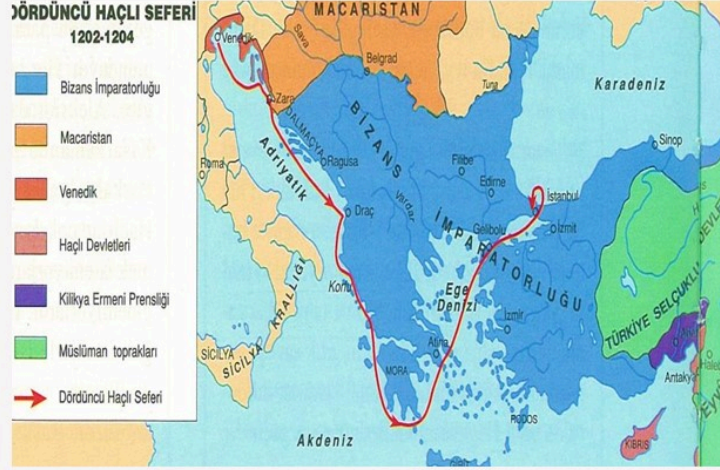 DÖRDÜNCÜ HAÇLI SEFERİ
1202-1204
Bizans İmparatorluğu
Macaristan
Venedik
Haçlı Devletleri
Kilikya Ermeni Prensliği
Müslüman toprakları
Dördüncü Haçlı Seferi
MACARİSTAN
Venedik
Sava
Belgrad
Tuna
Karadeniz
Zara
DALMAÇYA
BİZANS
İMPARATORLUĞU
Sinop
Roma
Adriyatik
Ragusa
Filibe
Edirne
İstanbul
Vardar
Draç
Gelibolu
İzmit
Korfu
Ege
Denizi
TÜRKİYE SELÇUKLU
İzmir
SİCİLYA
SİCİLYA KRALLIĞI
Atina
MORA
Antakya
Halep
RODOS
KIBRIS
Akdeniz